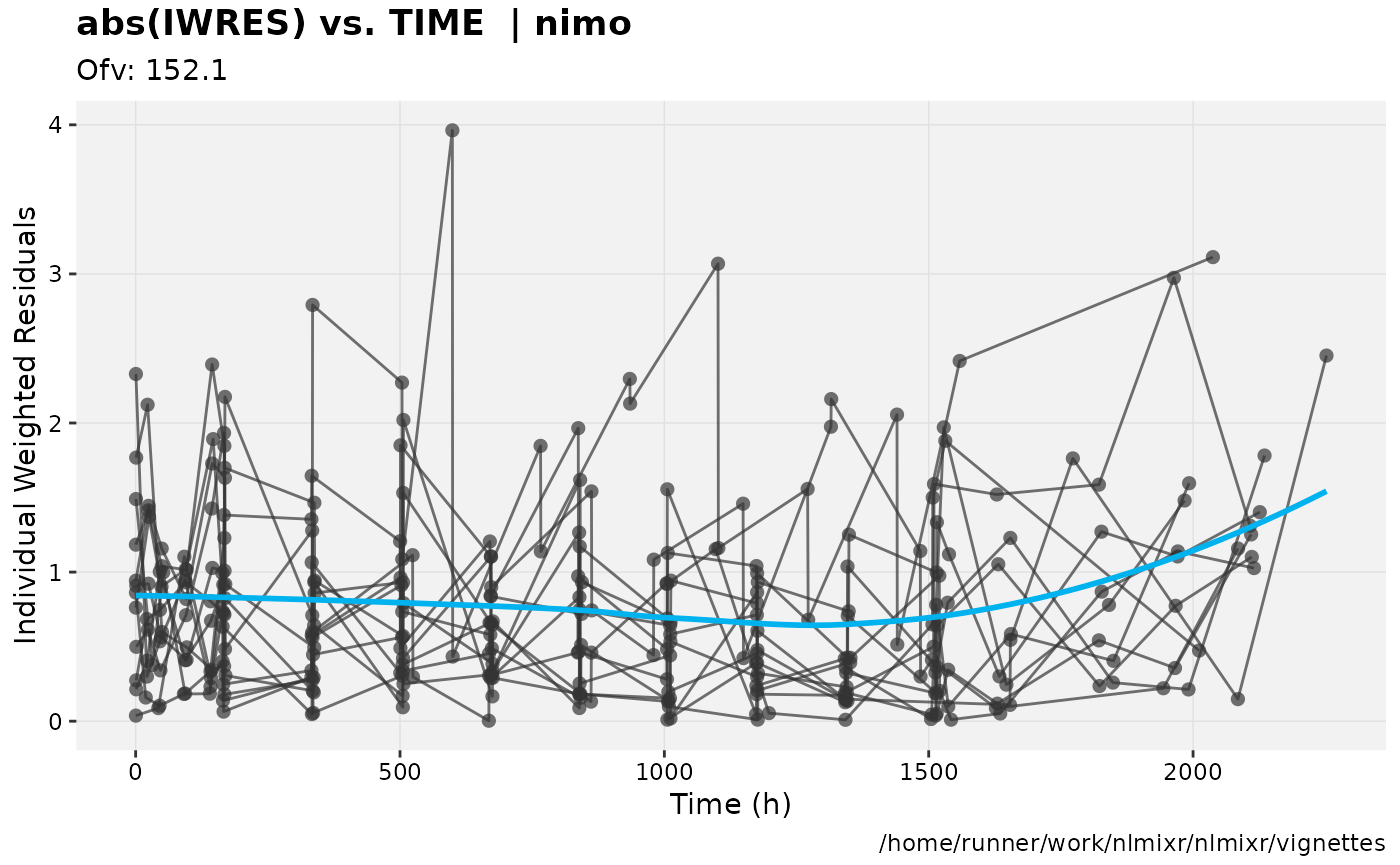 abs(IWRES) vs. TIME  | nimo
Ofv: 152.1
4
3
2
1
0
Individual Weighted Residuals
0 500 1000 1500 2000
Time (h)
/home/runner/work/nlmixr/nlmixr/vignettes